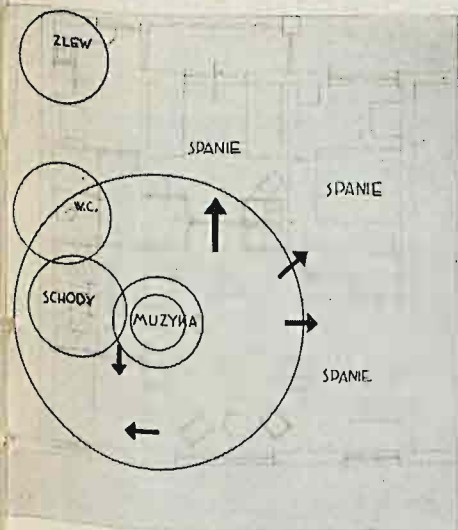 ZLEW
SPANIE
SPANIE
W.C.
SCHODY
MUZYKA
SPANIE